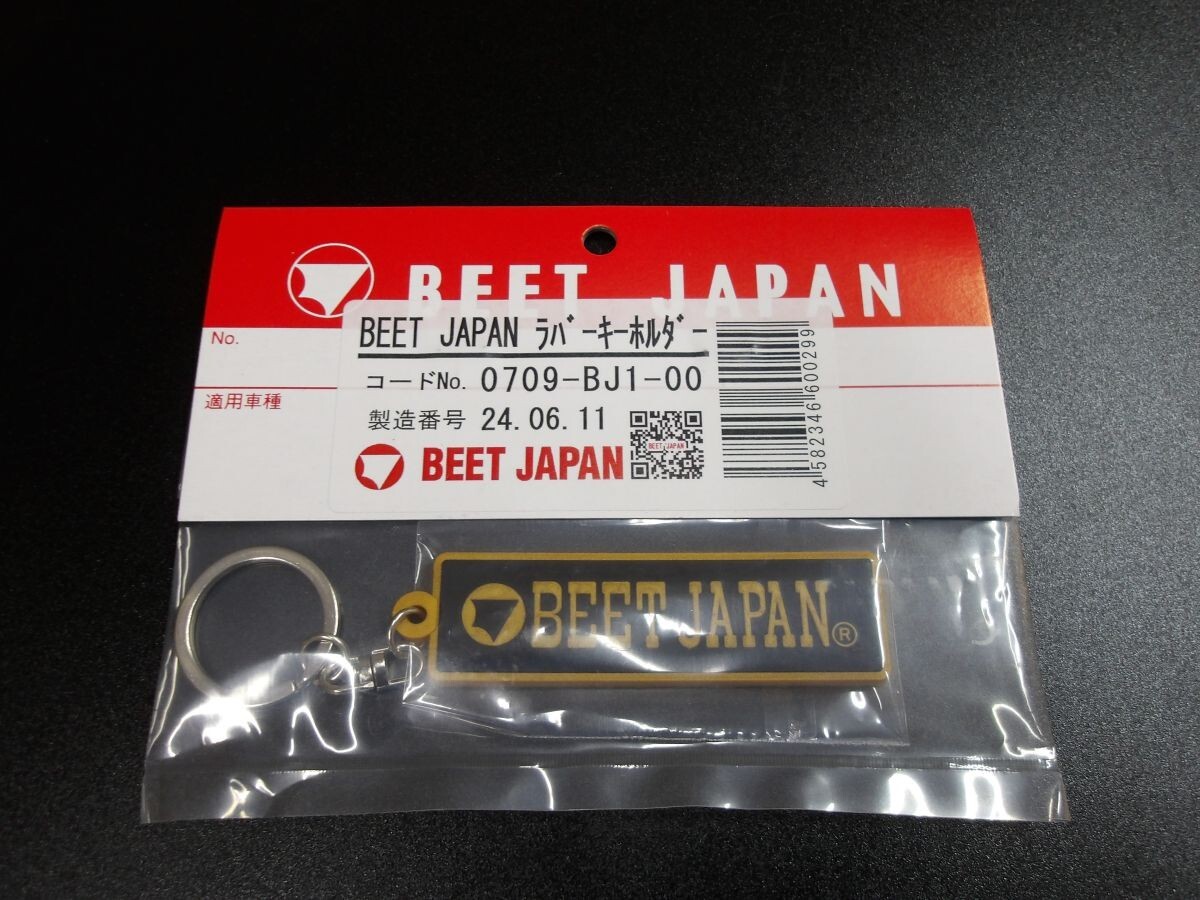 BEET JAPAN
No.
適用車種
BEET JAPAN ﾗﾊﾞｰｷｰﾎﾙﾀﾞｰ
コードNo. 0709-BJ1-00
製造番号 24.06.11
BEET JAPAN
BEET JAPAN
4582346600299
BEET JAPAN®